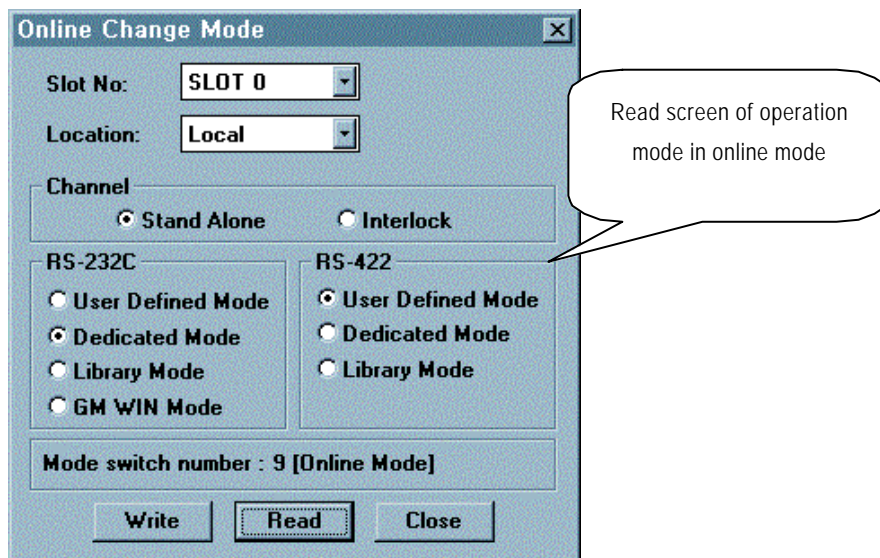 Online Change Mode
Slot No: SLOT 0
Location: Local
Channel
Stand Alone Interlock
RS-232C
User Defined Mode
Dedicated Mode
Library Mode
GM WIN Mode
RS-422
User Defined Mode
Dedicated Mode
Library Mode
Mode switch number : 9 [Online Mode]
Write Read Close
Read screen of operation
mode in online mode